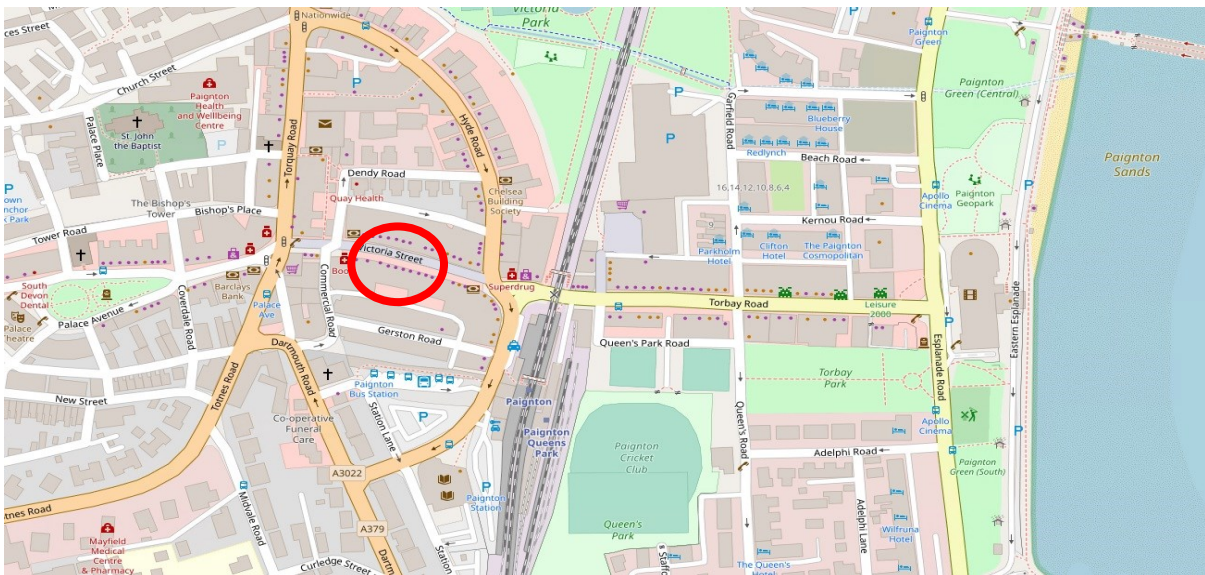 Nationwide
Victoria
Park
Paignton
Green
Church Street
Paignton
Health
and Wellbeing
Centre
Palace Place
St. John
the Baptist
Torquay Road
Hyde Road
Garfield Road
Blueberry
House
Redlynch
Beach Road
Paignton
Green (Central)
Paignton
Sands
Dendy Road
Chelsea
Building
Society
16,14,12,10,8,6,4
Apollo
Cinema
Paignton
Geopark
The Bishop's
Tower
Bishop's Place
Quay Health
Kernou Road
9
Tower Road
Victoria Street
Parkholm
Hotel
Clifton
Hotel
The Paignton
Cosmopolitan
South
Devon
Dental
Barclays
Bank
Commercial Road
Superdrug
Torbay Road
Leisure
2000
Coverdale Road
Palace Avenue
Palace
Ave
Palace
Theatre
Gerston Road
Queen's Park Road
Eastern Esplanade
Esplanade Road
Dartmouth Road
Totnes Road
Paignton
Bus Station
Torbay
Park
New Street
Paignton
Paignton
Queens
Park
Co-operative
Funeral
Care
Station Lane
Queen's Road
Apollo
Cinema
Paignton
Cricket
Club
Adelphi Road
Paignton
Green (South)
A3022
Midvale Road
Paignton
Station
Adelphi Lane
A379
Queen's
Park
Wilfruna
Hotel
Mayfield
Medical
Centre
& Pharmacy
Curledge Street
The Queen's
Hotel